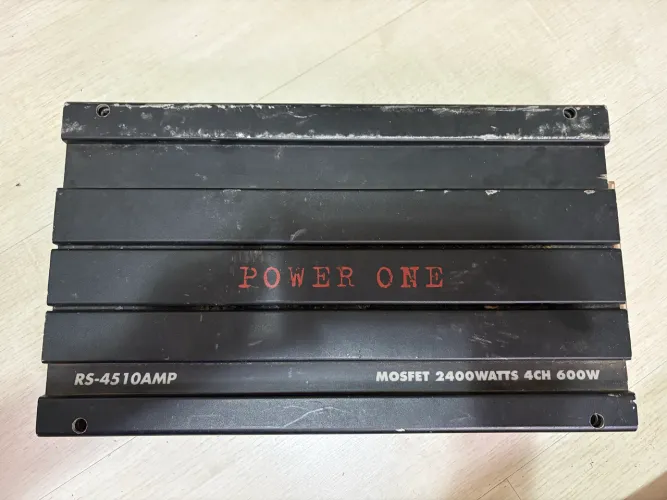 POWER ONE
RS-4510AMP MOSFET 2400WATTS 4CH 600W